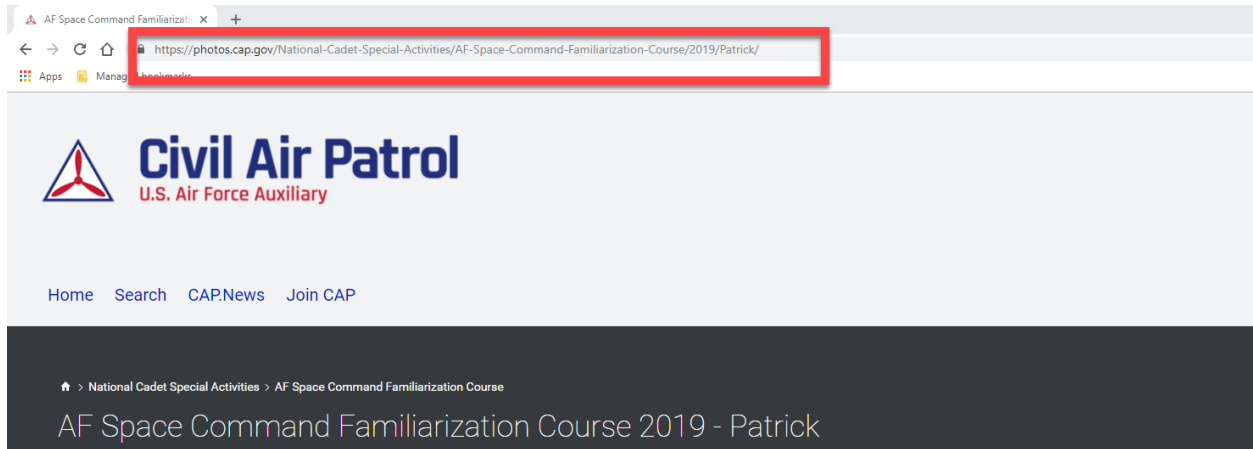 AF Space Command Familiarizati
https://photos.cap.gov/National-Cadet-Special-Activities/AF-Space-Command-Familiarization-Course/2019/Patrick/
Apps Manag
Civil Air Patrol
U.S. Air Force Auxiliary
Home Search CAP.News Join CAP
> National Cadet Special Activities > AF Space Command Familiarization Course
AF Space Command Familiarization Course 2019 - Patrick